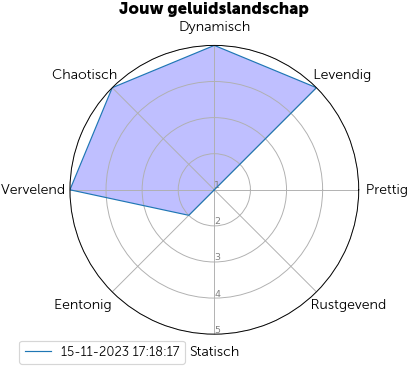 Jouw geluidslandschap
Dynamisch
Chaotisch
Levendig
Vervelend
Prettig
1
2
3
4
5
Eentonig
Rustgevend
15-11-2023 17:18:17
Statisch